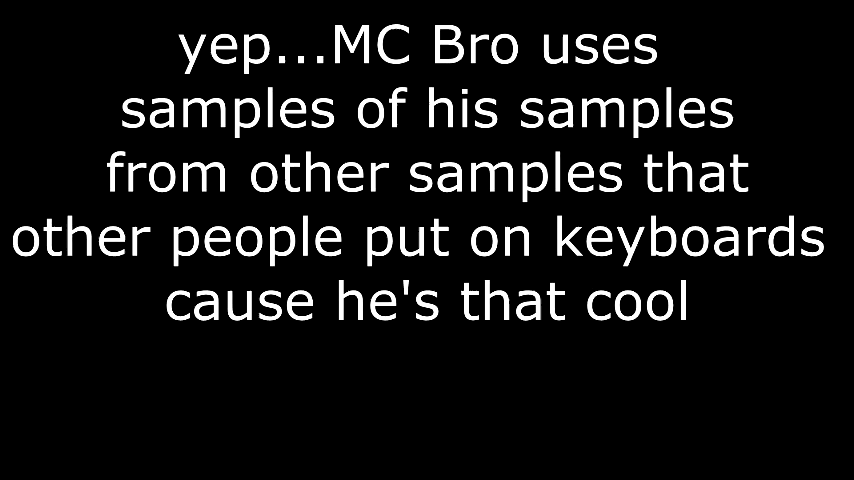 yep...MC Bro uses
samples of his samples
from other samples that
other people put on keyboards
cause he's that cool